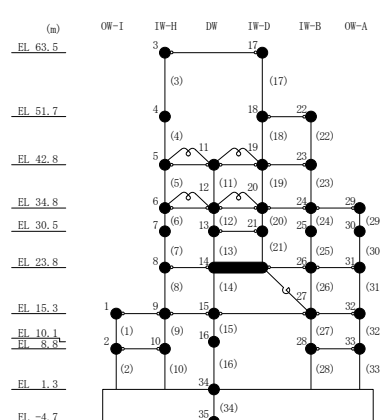 (m) OW-I IW-H DW IW-D IW-B OW-A
EL 63.5 3 17
(3) (17)
EL 51.7 4 18 22
(4) 11 19 (18) (22)
EL 42.8 5 23
(5) 12 (11) 20 (19) (23)
EL 34.8 6 24 29
(6) (12) (20) (24) (29
EL 30.5 7 13 21 25 30
(7) (13) (21) (25) (30
EL 23.8 8 14 26 31
(8) (14) (26) (31
27
EL 15.3 1 9 15 32
(1) (9) (15) (27) (32
EL 10.1 16
EL 8.8 2 10 28 33
(2) (10) (16) (28) (33
EL 1.3 34
(34)
EL -4.7 35